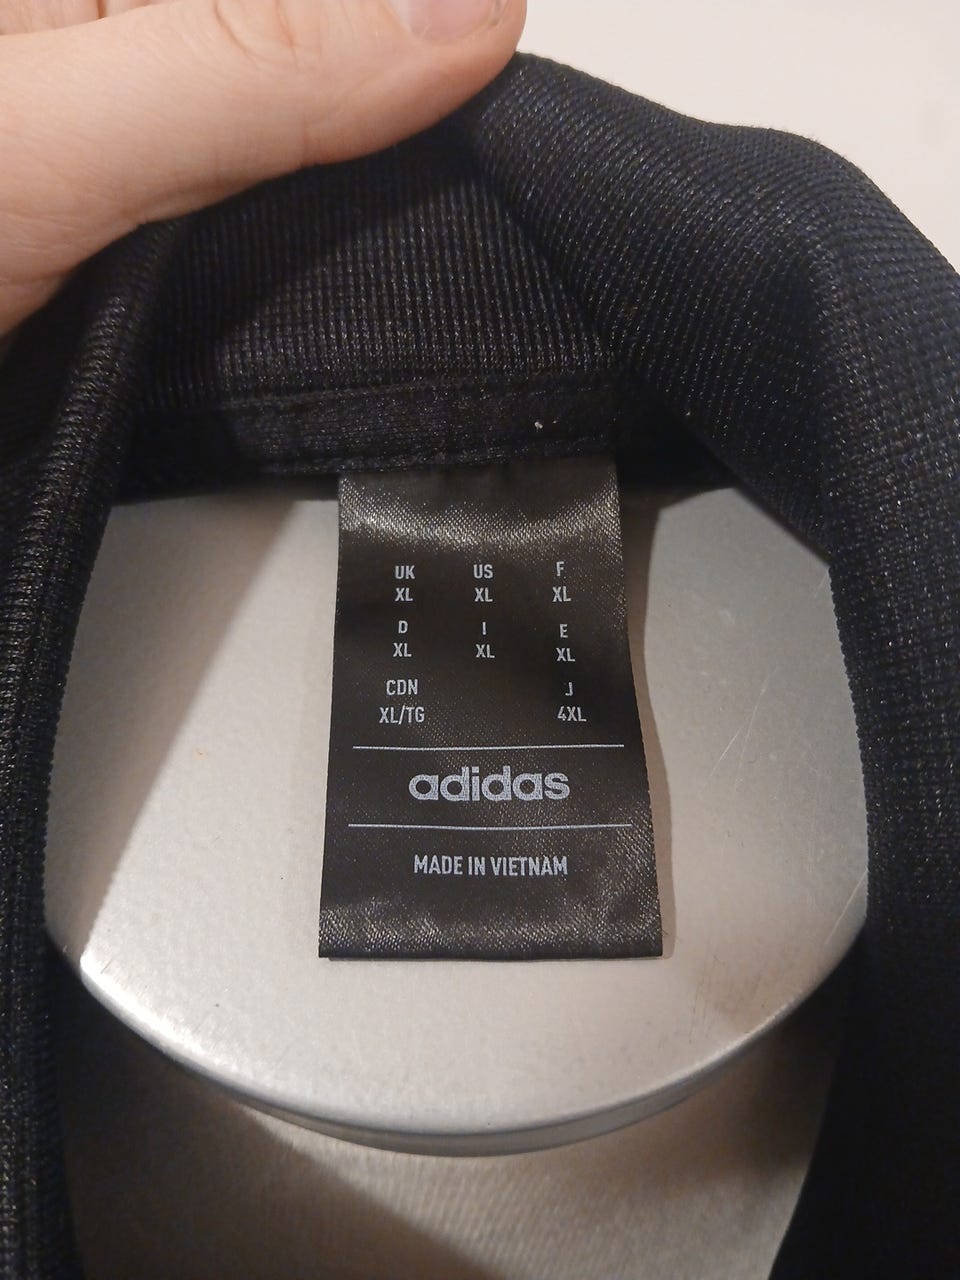 UK US F
XL XL XL
D I E
XL XL XL
CDN J
XL/TG 4XL
adidas
MADE IN VIETNAM